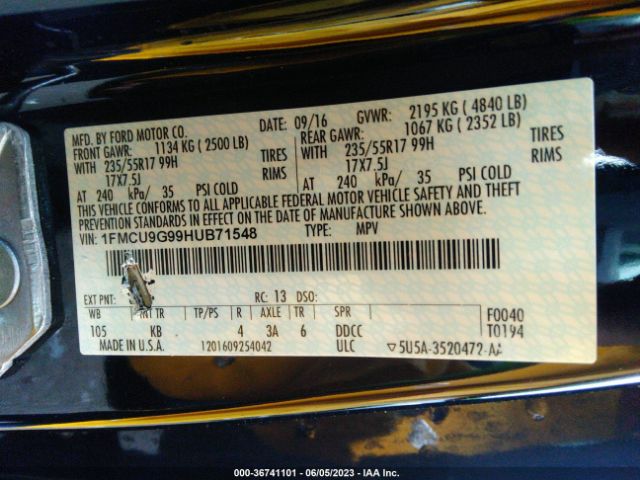 MFD. BY FORD MOTOR CO. DATE: 09/16 GVWR: 2195 KG ( 4840 LB)
FRONT GAWR: 1134 KG ( 2500 LB) REAR GAWR: 1067 KG ( 2352 LB)
WITH 235/55R17 99H TIRES WITH 235/55R17 99H TIRES
17X7.5J RIMS 17X7.5J RIMS
AT 240 kPa/ 35 PSI COLD AT 240 kPa/ 35 PSI COLD
THIS VEHICLE CONFORMS TO ALL APPLICABLE FEDERAL MOTOR VEHICLE SAFETY AND THEFT
PREVENTION STANDARDS IN EFFECT ON THE DATE OF MANUFACTURE SHOWN ABOVE.
VIN: 1FMCU9G99HUB71548 TYPE: MPV
EXT PNT: RC: 13 DSO:
WB INT TR TP/PS R AXLE TR SPR F0040
105 KB 4 3A 6 DDCC T0194
MADE IN U.S.A. 1201609254042 ULC ▽5U5A-3520472-AA
000-36741101 - 06/05/2023 - IAA Inc.